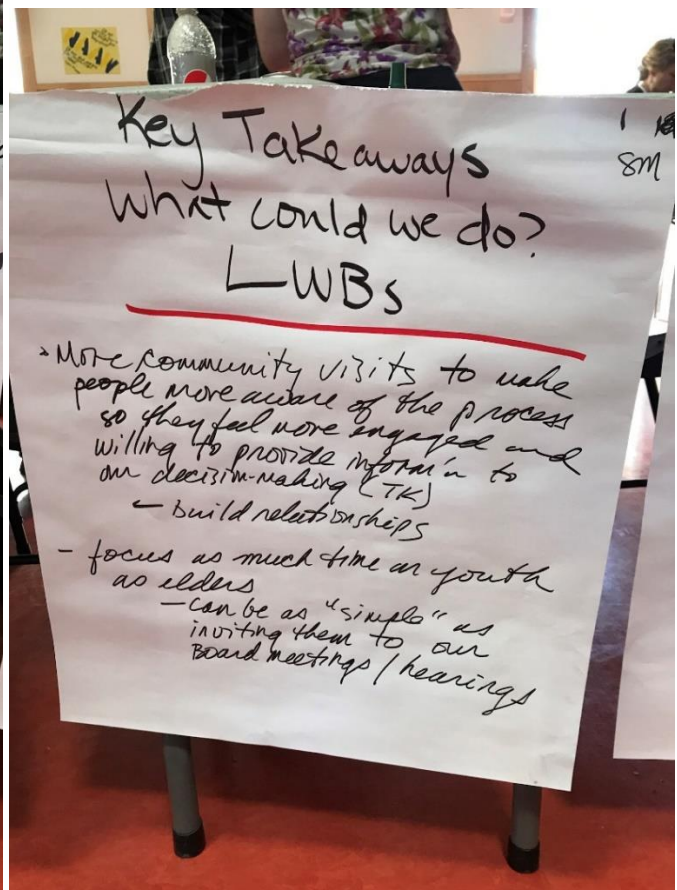 Key Takeaways
What could we do?
LWBs
- More community visits to make
people more aware of the process
so they feel more engaged and
willing to provide inform'n to
our decision-making (TK)
- build relationships
- focus as much time on youth
as elders
- can be as "simple" as
inviting them to our
Board meetings / hearings
1
SM